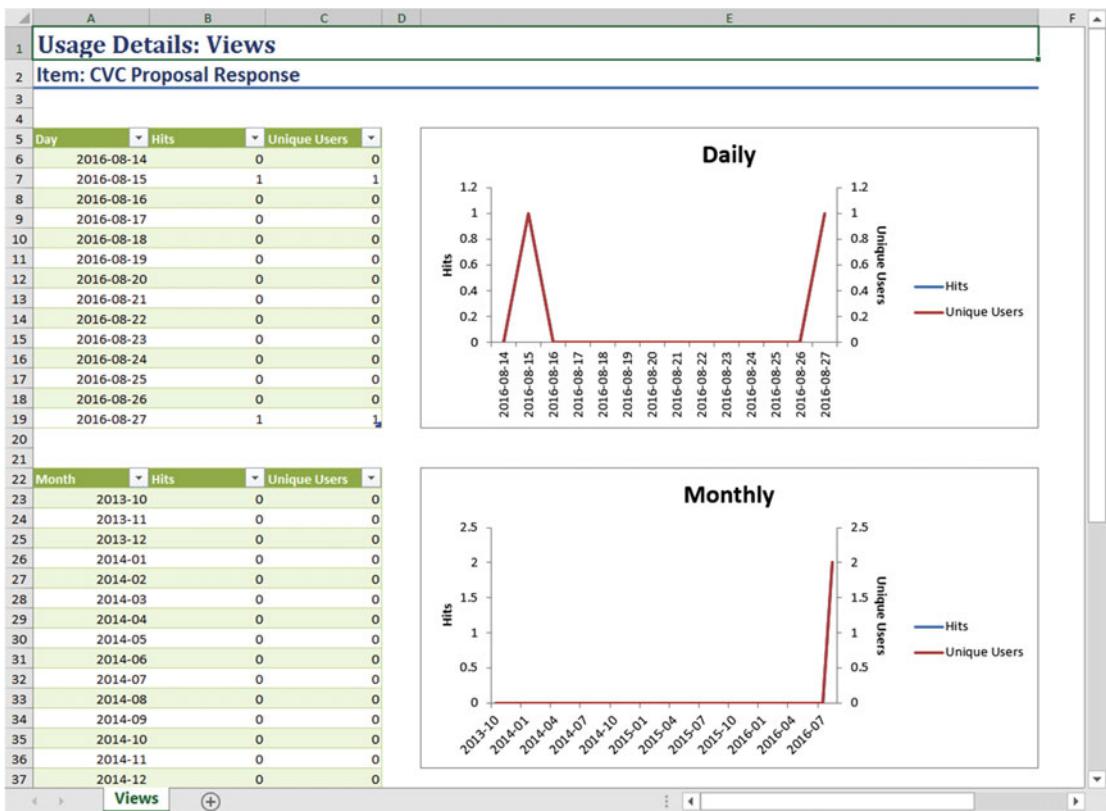 A B C D E F
1 Usage Details: Views
2 Item: CVC Proposal Response
3
4
5 Day Hits Unique Users
6 2016-08-14 0 0
7 2016-08-15 1 1
8 2016-08-16 0 0
9 2016-08-17 0 0
10 2016-08-18 0 0
11 2016-08-19 0 0
12 2016-08-20 0 0
13 2016-08-21 0 0
14 2016-08-22 0 0
15 2016-08-23 0 0
16 2016-08-24 0 0
17 2016-08-25 0 0
18 2016-08-26 0 0
19 2016-08-27 1 1
20
21
22 Month Hits Unique Users
23 2013-10 0 0
24 2013-11 0 0
25 2013-12 0 0
26 2014-01 0 0
27 2014-02 0 0
28 2014-03 0 0
29 2014-04 0 0
30 2014-05 0 0
31 2014-06 0 0
32 2014-07 0 0
33 2014-08 0 0
34 2014-09 0 0
35 2014-10 0 0
36 2014-11 0 0
37 2014-12 0 0
Daily
1.2 1.2
1 1
0.8 0.8
0.6 0.6
0.4 0.4
0.2 0.2
0 0
Hits
Unique Users
Hits
Unique Users
2016-08-14
2016-08-15
2016-08-16
2016-08-17
2016-08-18
2016-08-19
2016-08-20
2016-08-21
2016-08-22
2016-08-23
2016-08-24
2016-08-25
2016-08-26
2016-08-27
Monthly
2.5 2.5
2 2
1.5 1.5
1 1
0.5 0.5
0 0
Hits
Unique Users
Hits
Unique Users
2013-10
2014-01
2014-04
2014-07
2014-10
2015-01
2015-04
2015-07
2015-10
2016-01
2016-04
2016-07
Views